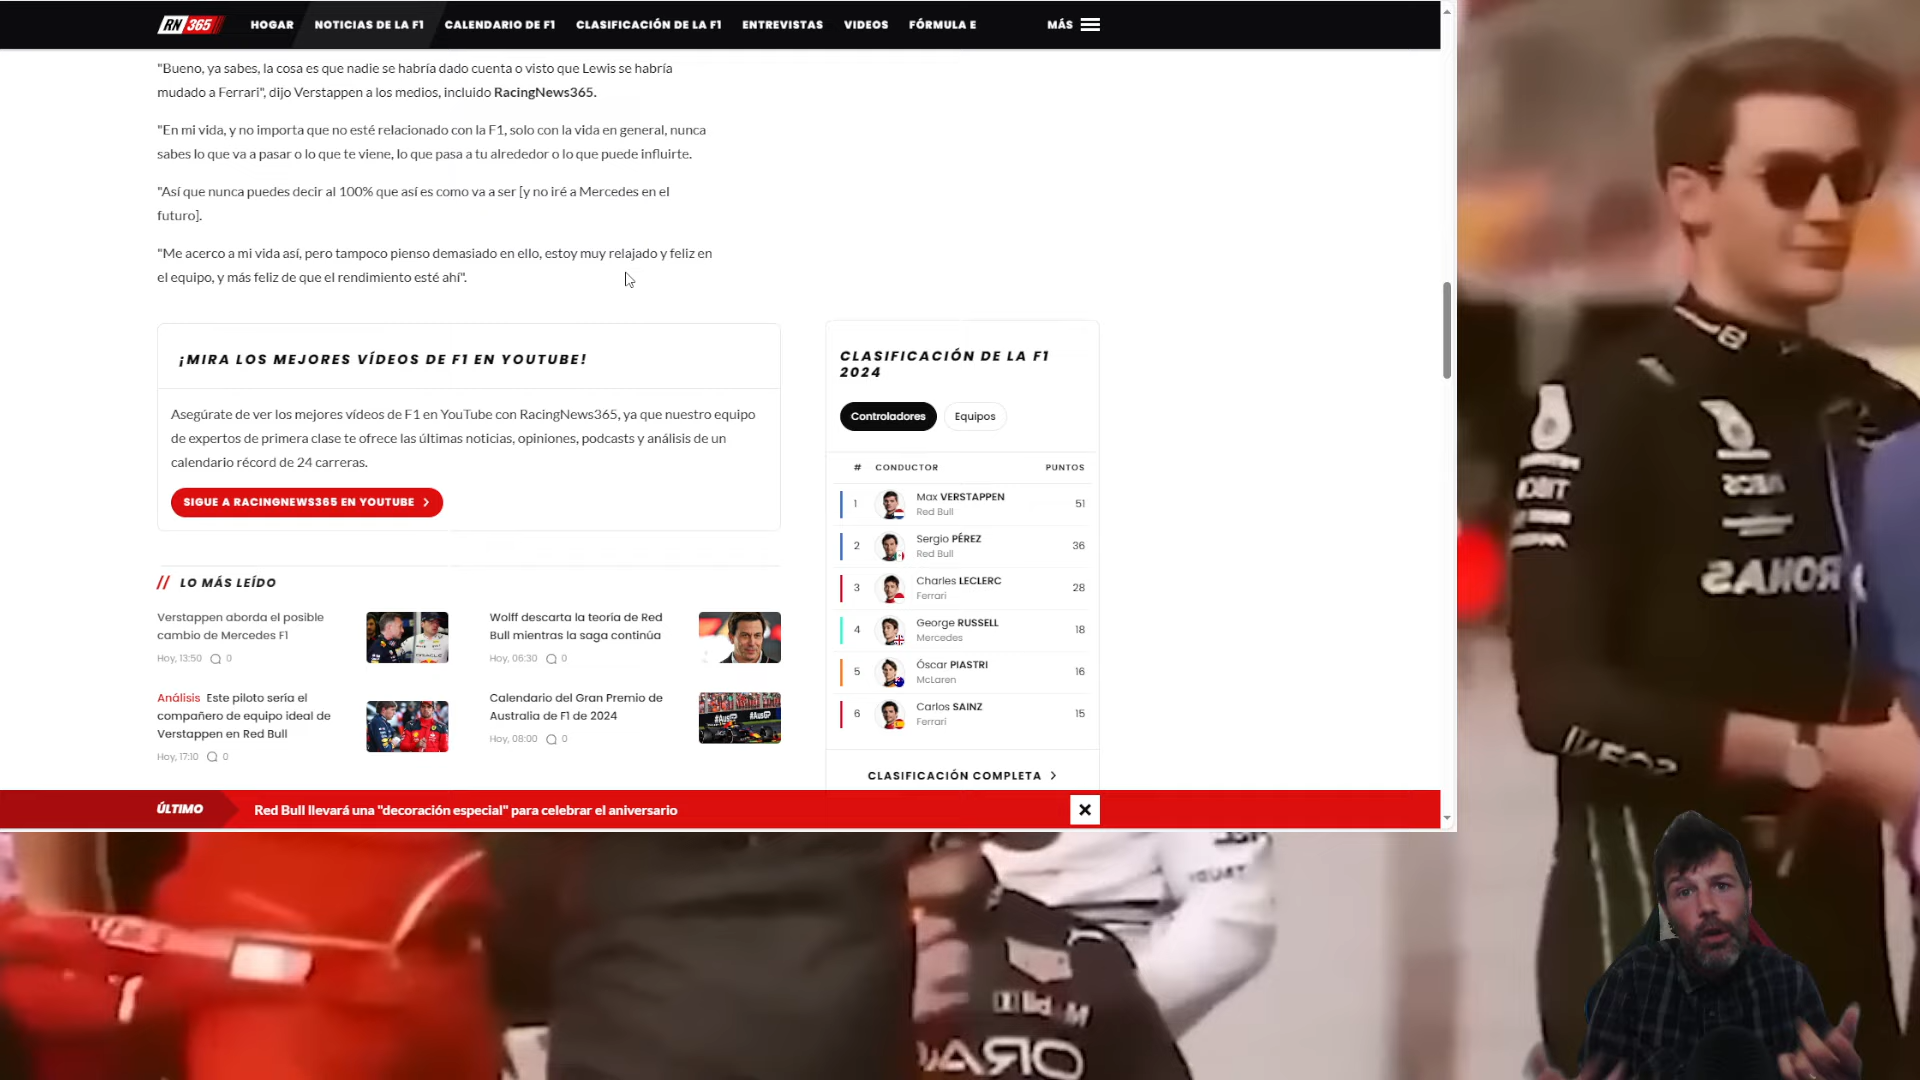 RN 365
HOGAR
NOTICIAS DE LA F1
CALENDARIO DE F1
CLASIFICACIÓN DE LA F1
ENTREVISTAS
VIDEOS
FÓRMULA E
MÁS
"Bueno, ya sabes, la cosa es que nadie se habría dado cuenta o visto que Lewis se habría
mudado a Ferrari", dijo Verstappen a los medios, incluido RacingNews365.
"En mi vida, y no importa que no esté relacionado con la F1, solo con la vida en general, nunca
sabes lo que va a pasar o lo que te viene, lo que pasa a tu alrededor o lo que puede influirte.
"Así que nunca puedes decir al 100% que así es como va a ser [y no iré a Mercedes en el
futuro].
"Me acerco a mi vida así, pero tampoco pienso demasiado en ello, estoy muy relajado y feliz en
el equipo, y más feliz de que el rendimiento esté ahí".
¡MIRA LOS MEJORES VÍDEOS DE F1 EN YOUTUBE!
Asegúrate de ver los mejores vídeos de F1 en YouTube con RacingNews365, ya que nuestro equipo
de expertos de primera clase te ofrece las últimas noticias, opiniones, podcasts y análisis de un
calendario récord de 24 carreras.
SIGUE A RACINGNEWS365 EN YOUTUBE
// LO MÁS LEÍDO
Verstappen aborda el posible
cambio de Mercedes F1
Hoy, 13:50 0
Wolff descarta la teoría de Red
Bull mientras la saga continúa
Hoy, 06:30 0
Análisis Este piloto sería el
compañero de equipo ideal de
Verstappen en Red Bull
Hoy, 17:10 0
Calendario del Gran Premio de
Australia de F1 de 2024
Hoy, 08:00 0
CLASIFICACIÓN DE LA F1
2024
Controladores
Equipos
# CONDUCTOR PUNTOS
1 Max VERSTAPPEN 51
Red Bull
2 Sergio PÉREZ 36
Red Bull
3 Charles LECLERC 28
Ferrari
4 George RUSSELL 18
Mercedes
5 Óscar PIASTRI 16
McLaren
6 Carlos SAINZ 15
Ferrari
CLASIFICACIÓN COMPLETA
ÚLTIMO
Red Bull llevará una "decoración especial" para celebrar el aniversario